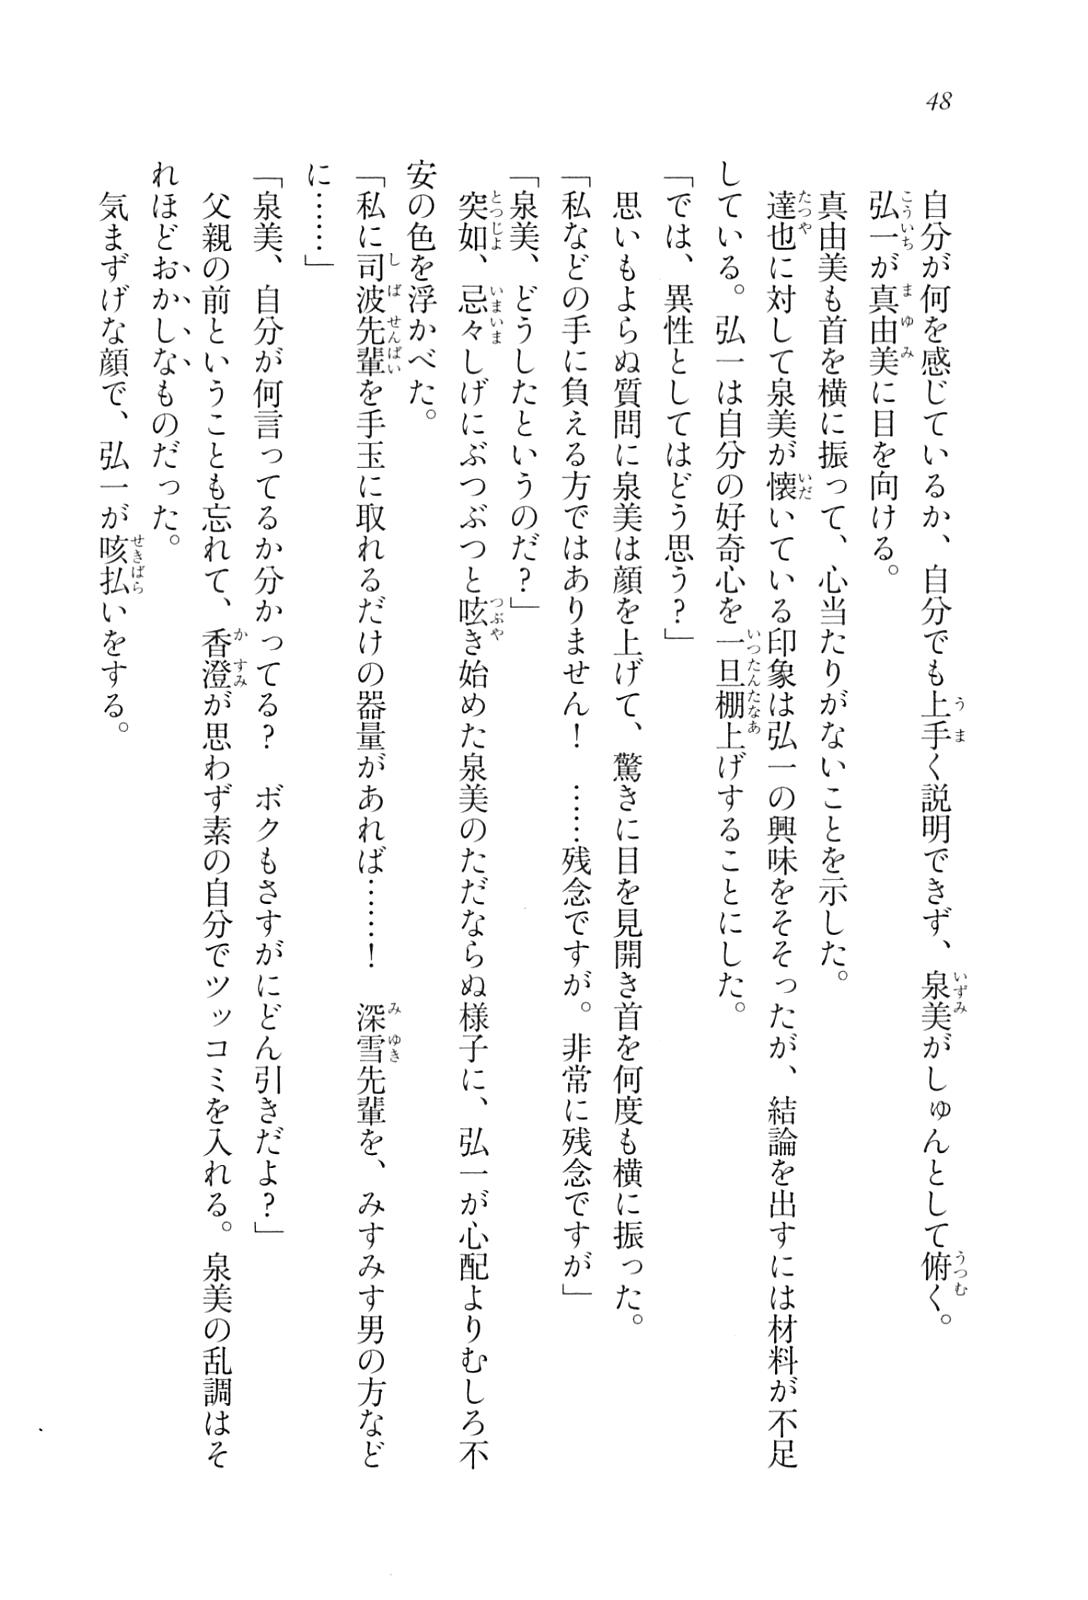 48
自分が何を感じているか、自分でも上手く説明できず、泉美がしゅんとして俯く。
弘一が真由美に目を向ける。
真由美も首を横に振って、心当たりがないことを示した。
達也に対して泉美が懐いている印象は弘一の興味をそそったが、結論を出すには材料が不足
している。弘一は自分の好奇心を一旦棚上げすることにした。
「では、異性としてはどう思う？」
思いもよらぬ質問に泉美は顔を上げて、驚きに目を見開き首を何度も横に振った。
「私などの手に負える方ではありません！　……残念ですが。非常に残念ですが」
「泉美、どうしたというのだ？」
突如、忌々しげにぶつぶつと呟き始めた泉美のただならぬ様子に、弘一が心配よりむしろ不
安の色を浮かべた。
「私に司波先輩を手玉に取れるだけの器量があれば……！　深雪先輩を、みすみす男の方など
に……」
「泉美、自分が何言ってるか分かってる？　ボクもさすがにどん引きだよ？」
父親の前ということも忘れて、香澄が思わず素の自分でツッコミを入れる。泉美の乱調はそ
れほどおかしなものだった。
気まずげな顔で、弘一が咳払いをする。